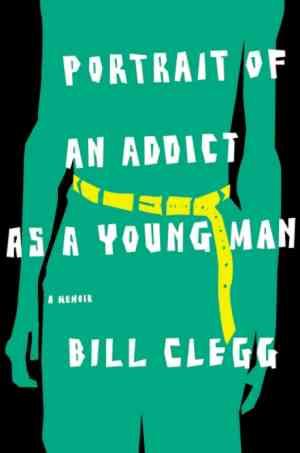 PORTRAIT OF
AN ADDICT
AS A YOUNG MAN
A MEMOIR
BILL CLEGG